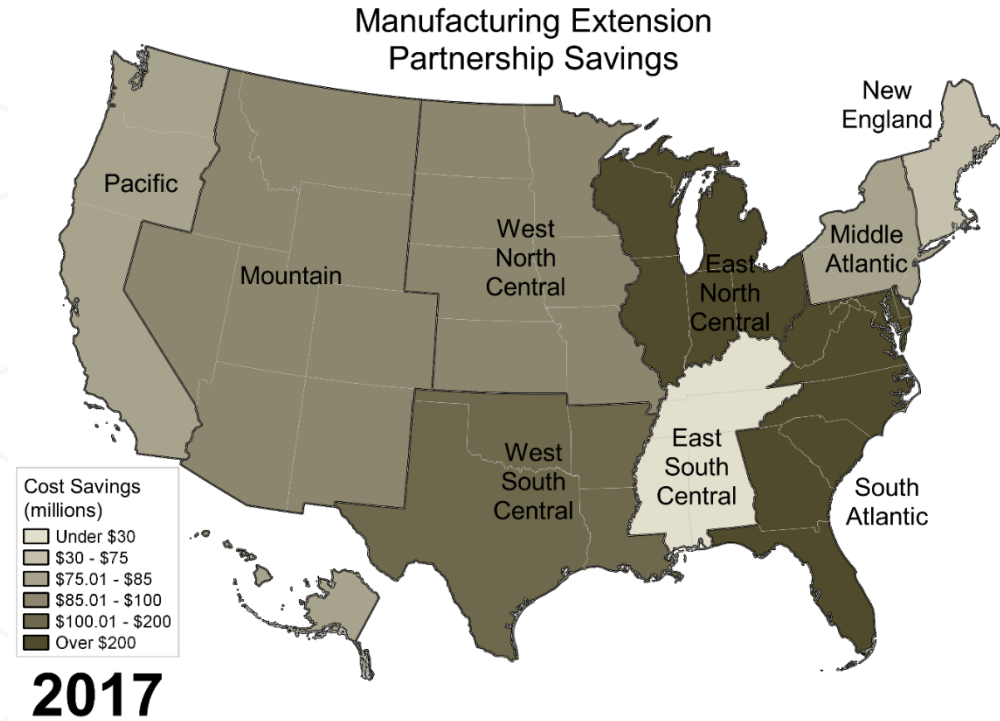 Manufacturing Extension
Partnership Savings
New
England
Pacific
West
North
Central
Middle
Atlantic
Mountain
East
North
Central
West
South
Central
East
South
Central
South
Atlantic
Cost Savings
(millions)
Under $30
$30 - $75
$75.01 - $85
$85.01 - $100
$100.01 - $200
Over $200
2017